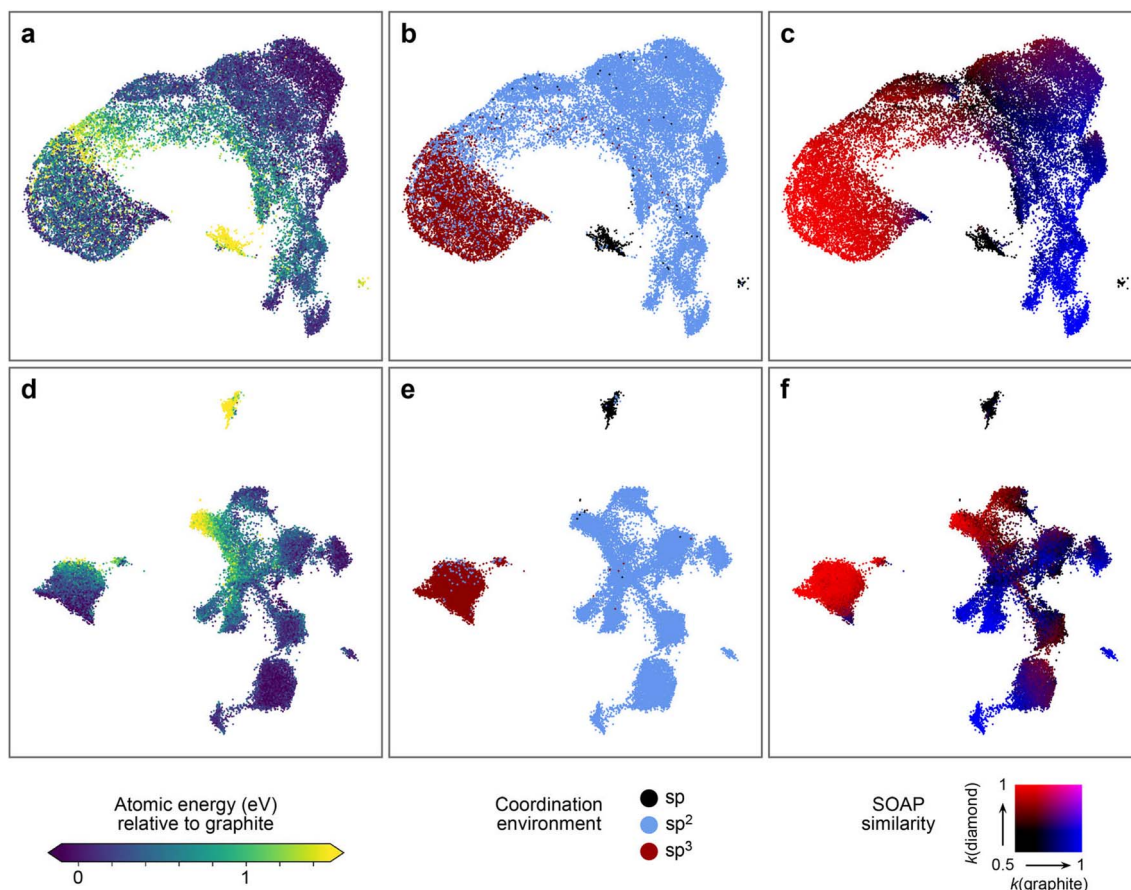 a
b
c
d
e
f
Atomic energy (eV)
relative to graphite
0
1
Coordination
environment
sp
sp²
sp³
SOAP
similarity
1
k(diamond)
0.5
1
k(graphite)